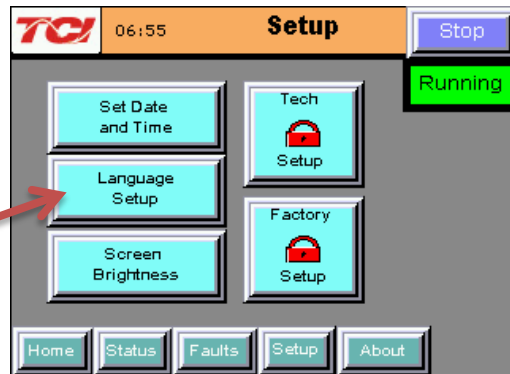 TCI 06:55 Setup Stop
Running
Set Date
and Time
Tech
Setup
Language
Setup
Factory
Setup
Screen
Brightness
Home Status Faults Setup About